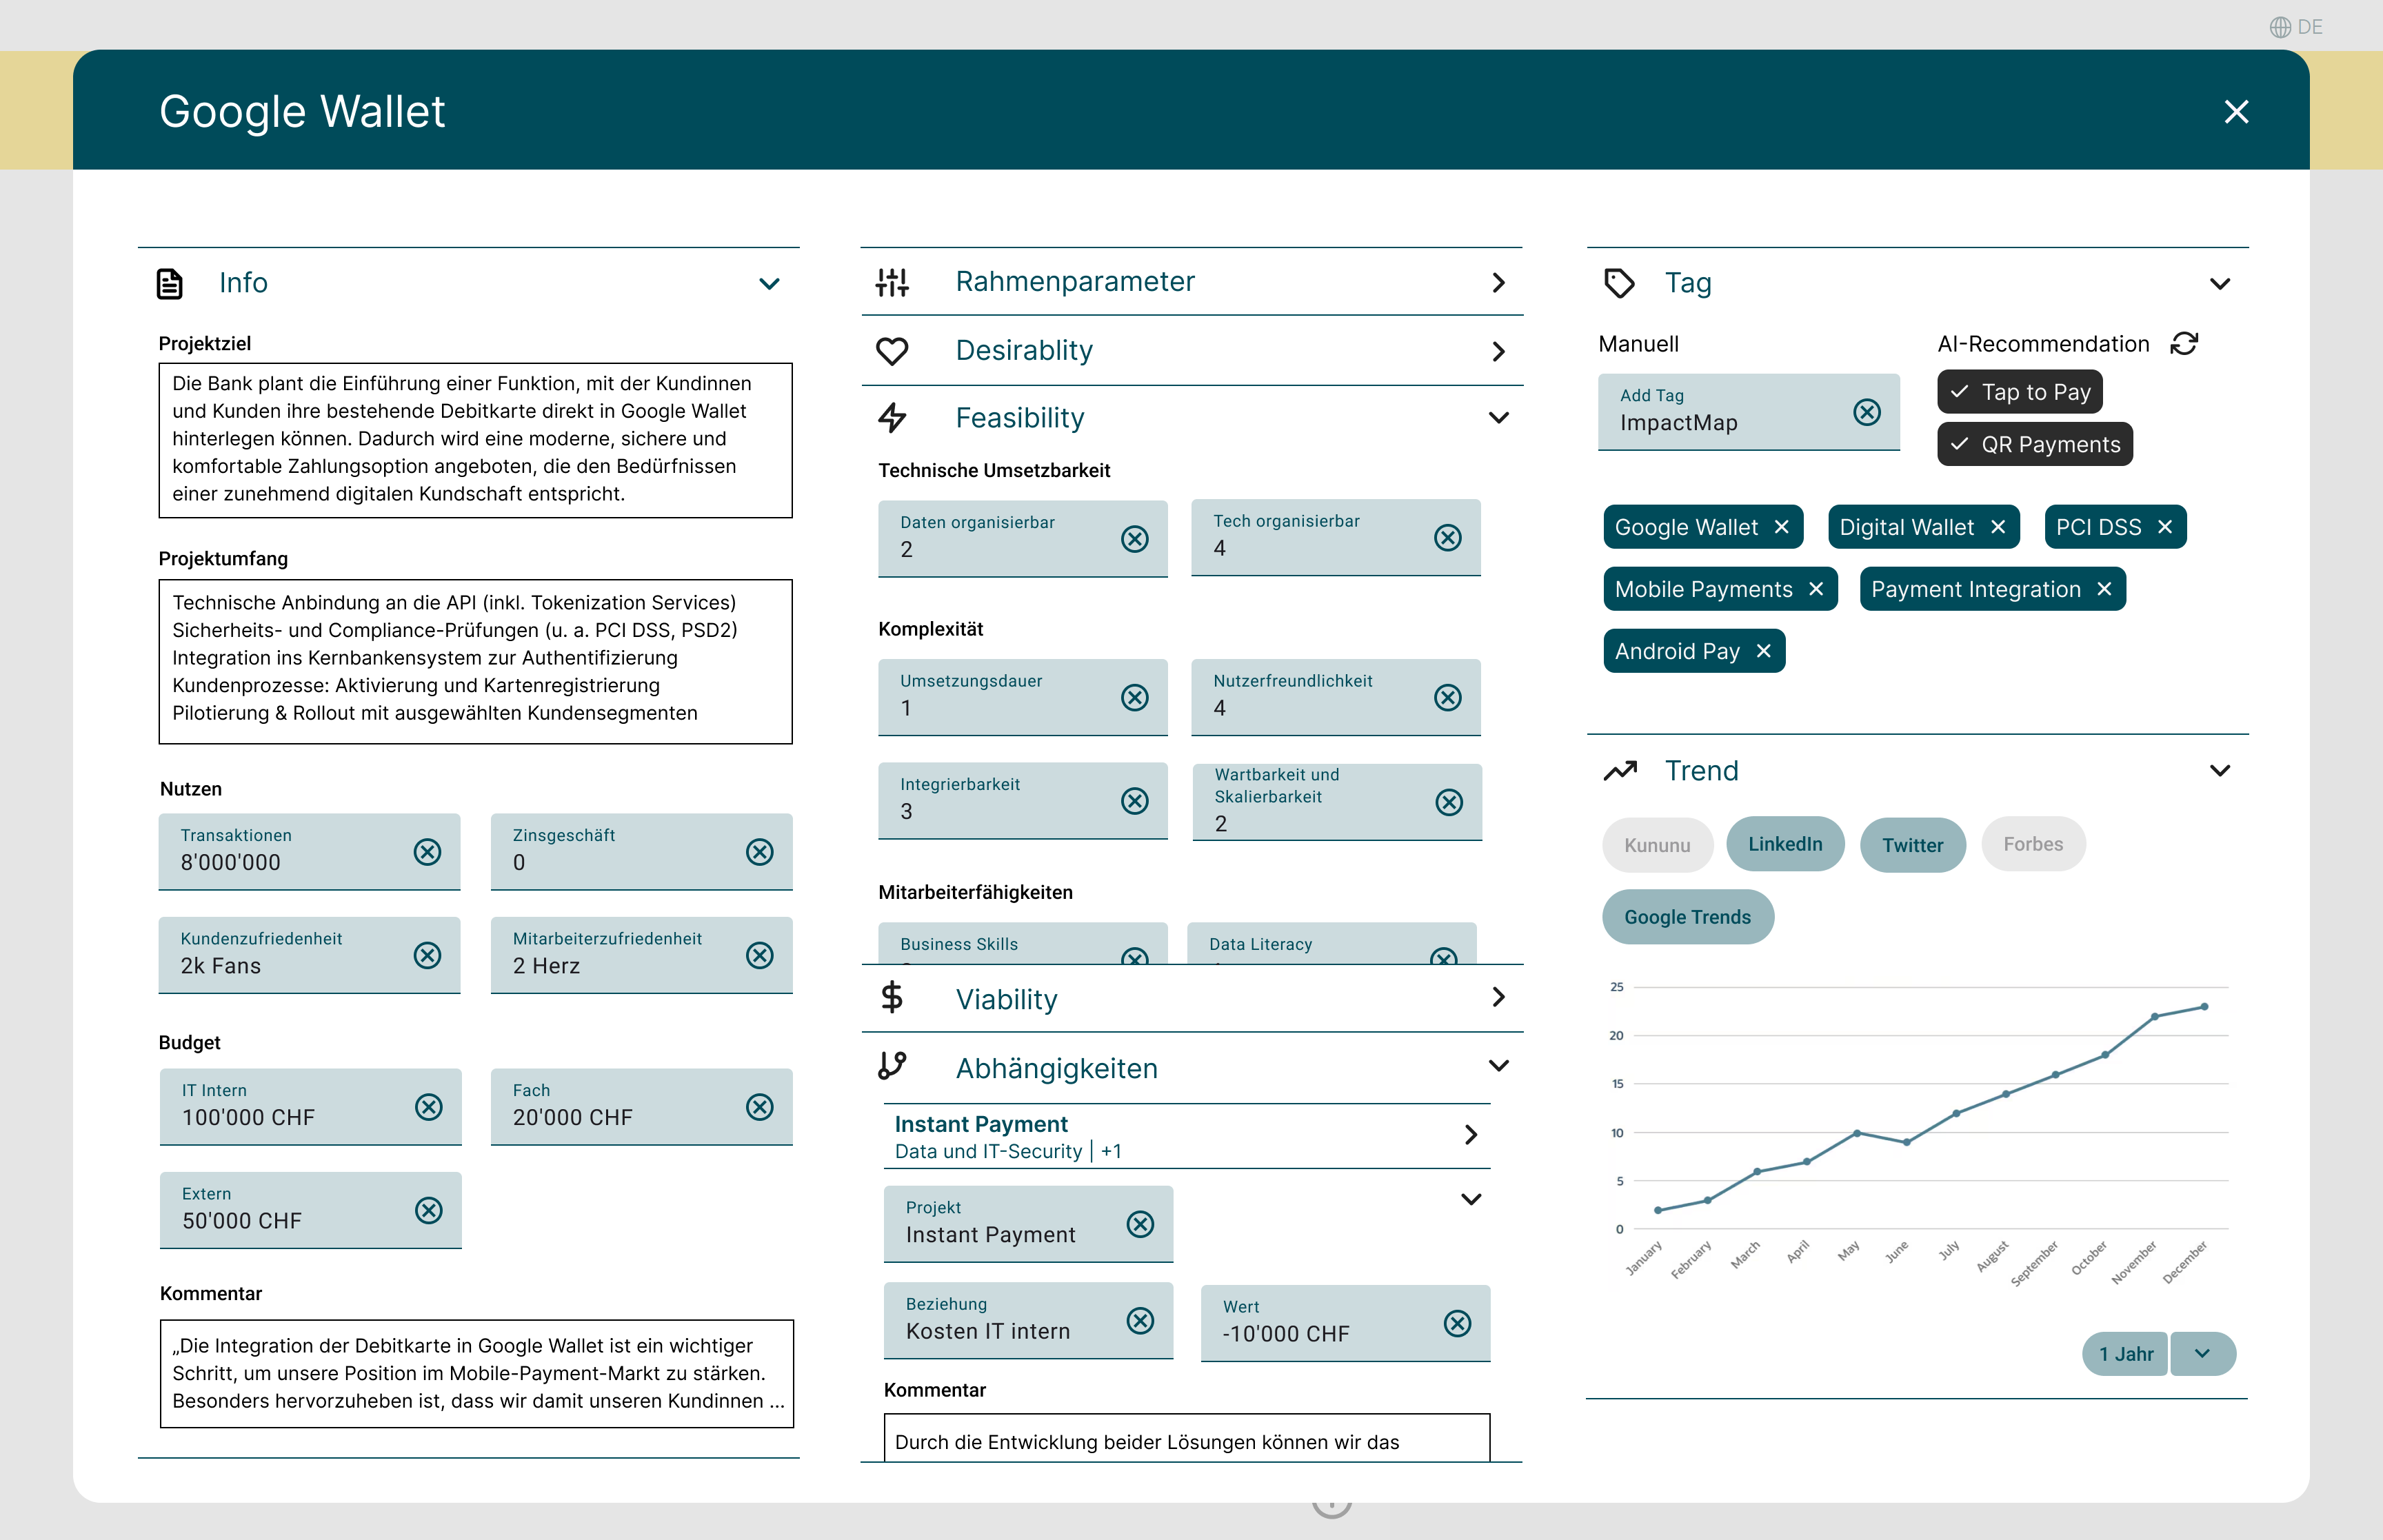 DE
Google Wallet
Info
Projektziel
Die Bank plant die Einführung einer Funktion, mit der Kundinnen
und Kunden ihre bestehende Debitkarte direkt in Google Wallet
hinterlegen können. Dadurch wird eine moderne, sichere und
komfortable Zahlungsoption angeboten, die den Bedürfnissen
einer zunehmend digitalen Kundschaft entspricht.
Projektumfang
Technische Anbindung an die API (inkl. Tokenization Services)
Sicherheits- und Compliance-Prüfungen (u. a. PCI DSS, PSD2)
Integration ins Kernbankensystem zur Authentifizierung
Kundenprozesse: Aktivierung und Kartenregistrierung
Pilotierung & Rollout mit ausgewählten Kundensegmenten
Nutzen
Transaktionen
8'000'000
Zinsgeschäft
0
Kundenzufriedenheit
2k Fans
Mitarbeiterzufriedenheit
2 Herz
Budget
IT Intern
100'000 CHF
Fach
20'000 CHF
Extern
50'000 CHF
Kommentar
„Die Integration der Debitkarte in Google Wallet ist ein wichtiger
Schritt, um unsere Position im Mobile-Payment-Markt zu stärken.
Besonders hervorzuheben ist, dass wir damit unseren Kundinnen ...
Rahmenparameter
Desirablity
Feasibility
Technische Umsetzbarkeit
Daten organisierbar
2
Tech organisierbar
4
Komplexität
Umsetzungsdauer
1
Nutzerfreundlichkeit
4
Integrierbarkeit
3
Wartbarkeit und
Skalierbarkeit
2
Mitarbeiterfähigkeiten
Business Skills
Data Literacy
Viability
Abhängigkeiten
Instant Payment
Data und IT-Security | +1
Projekt
Instant Payment
Beziehung
Kosten IT intern
Wert
-10'000 CHF
Kommentar
Durch die Entwicklung beider Lösungen können wir das
Tag
Manuell
Add Tag
ImpactMap
AI-Recommendation
Tap to Pay
QR Payments
Google Wallet
Digital Wallet
PCI DSS
Mobile Payments
Payment Integration
Android Pay
Trend
Kununu
LinkedIn
Twitter
Forbes
Google Trends
25
20
15
10
5
0
January
February
March
April
May
June
July
August
September
October
November
December
1 Jahr